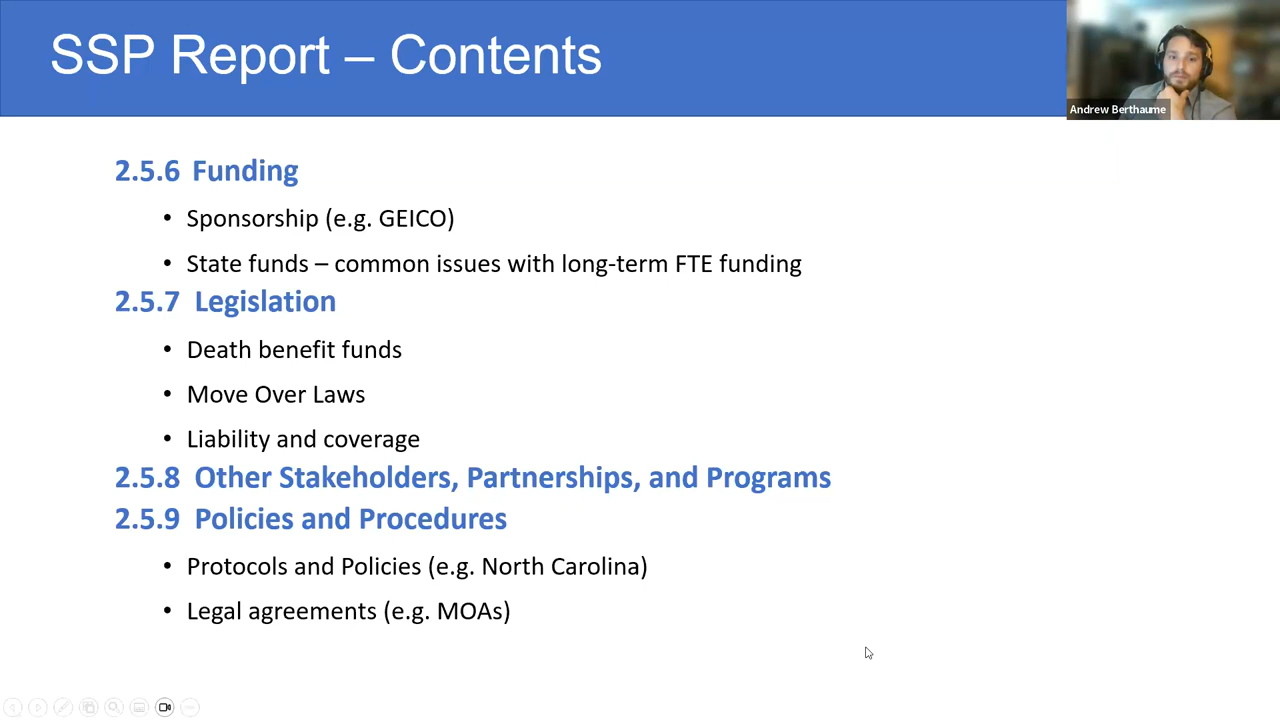 SSP Report – Contents
Andrew Berthaume
2.5.6 Funding
• Sponsorship (e.g. GEICO)
• State funds – common issues with long-term FTE funding
2.5.7 Legislation
• Death benefit funds
• Move Over Laws
• Liability and coverage
2.5.8 Other Stakeholders, Partnerships, and Programs
2.5.9 Policies and Procedures
• Protocols and Policies (e.g. North Carolina)
• Legal agreements (e.g. MOAs)